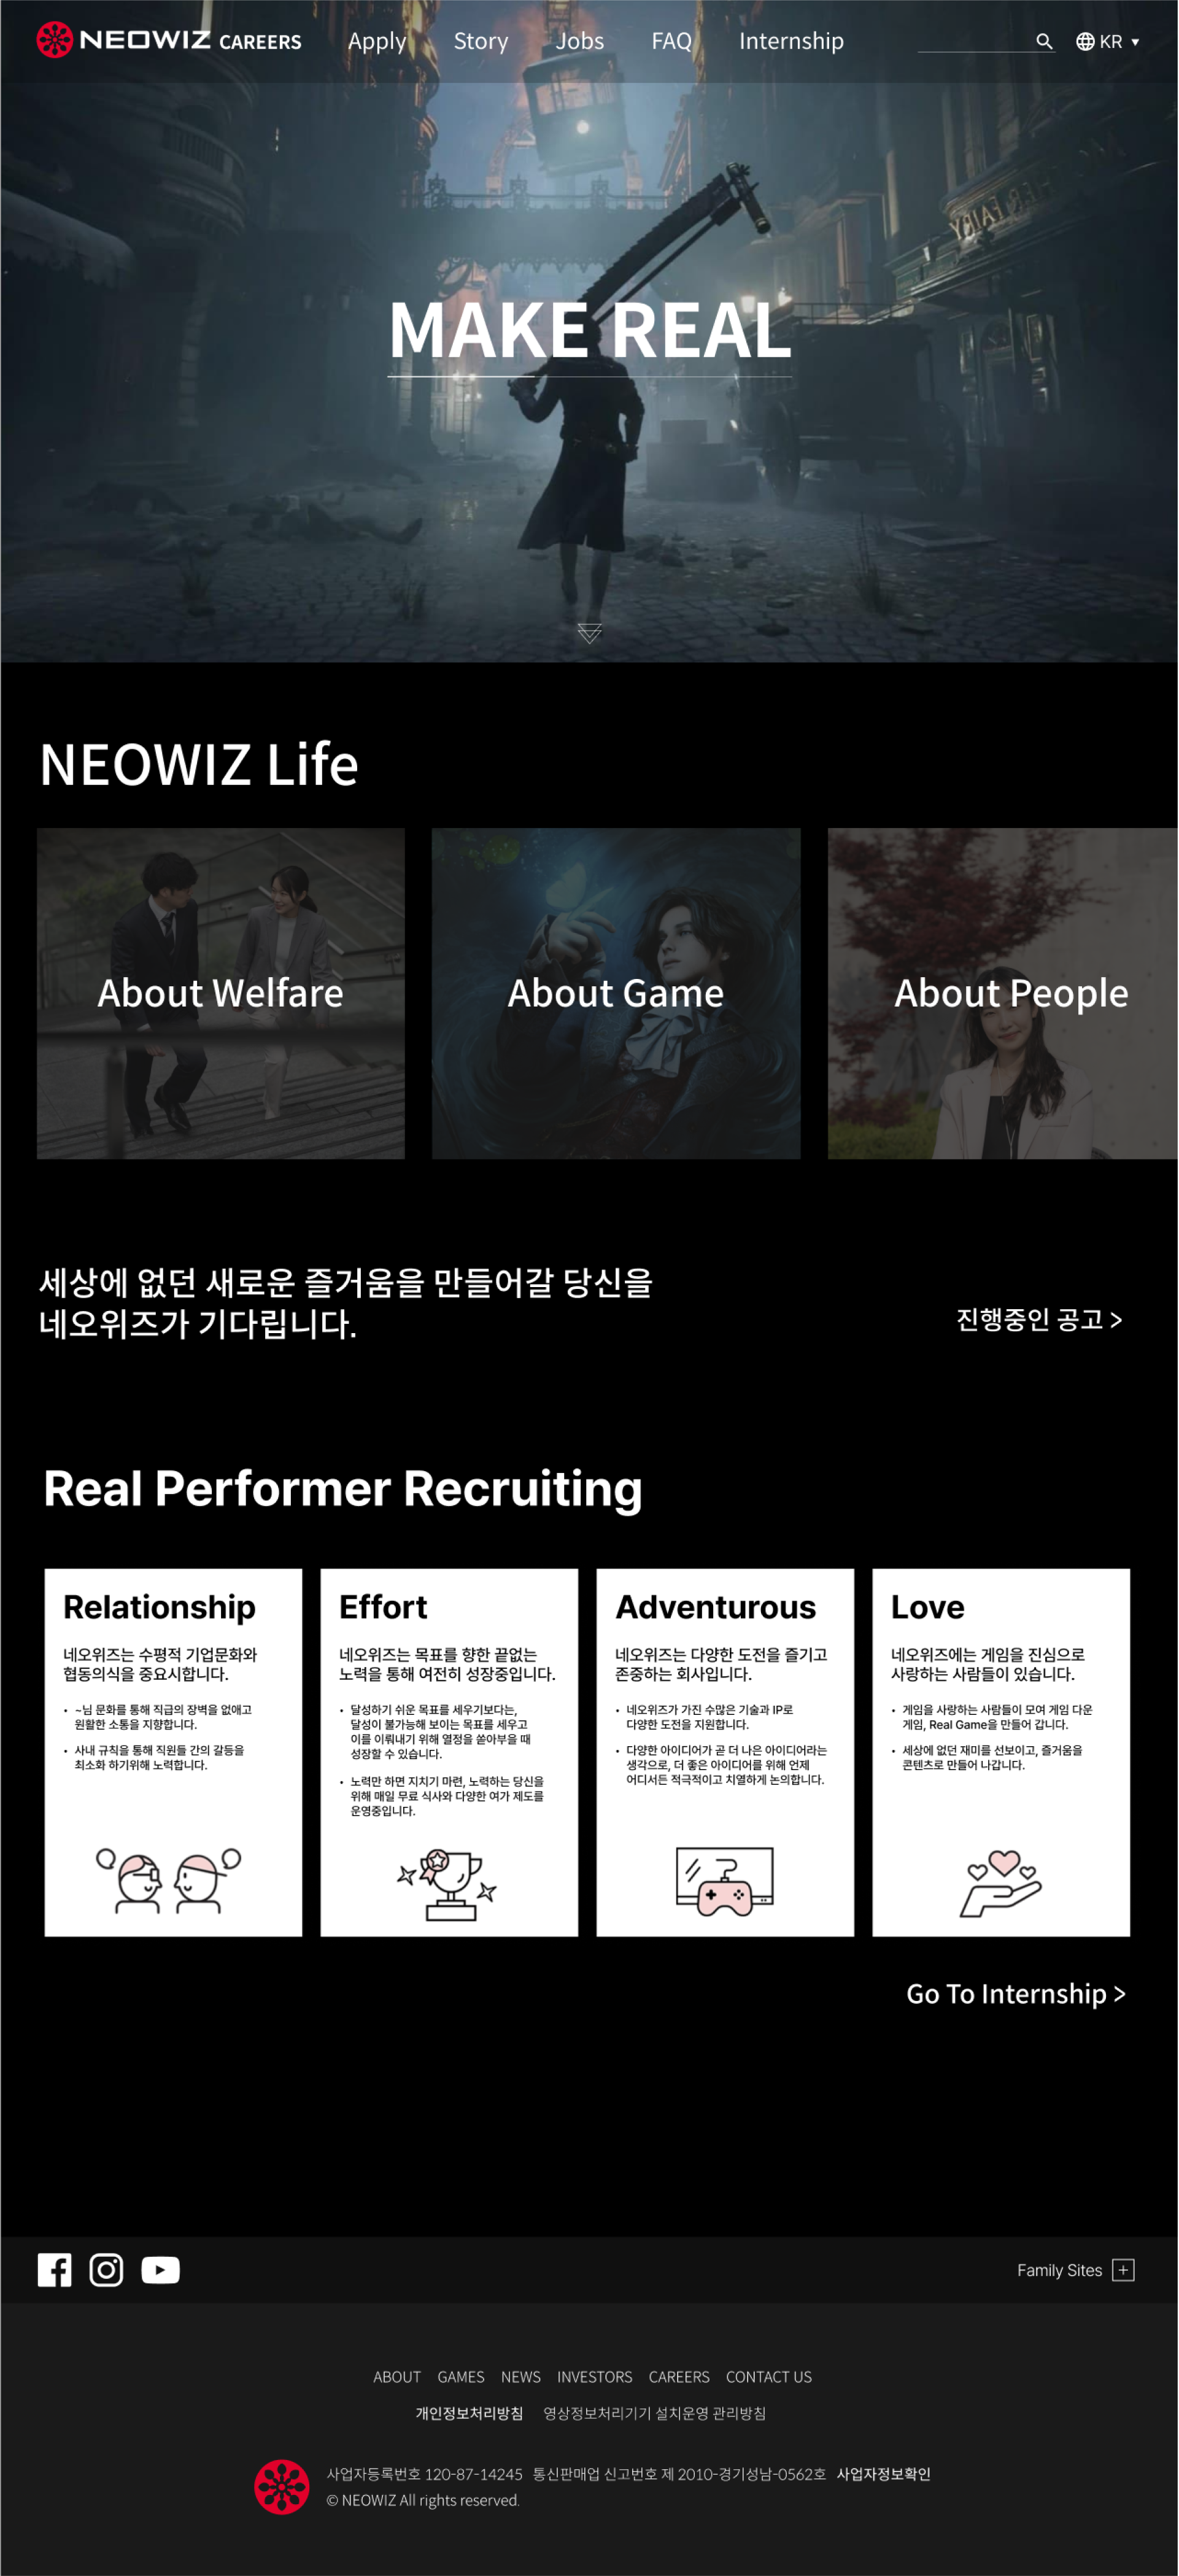 NEOWIZ CAREERS Apply Story Jobs FAQ Internship KR
MAKE REAL
NEOWIZ Life
About Welfare
About Game
About People
세상에 없던 새로운 즐거움을 만들어갈 당신을
네오위즈가 기다립니다.
진행중인 공고 >
Real Performer Recruiting
Relationship
네오위즈는 수평적 기업문화와
협동의식을 중요시합니다.
• ~님 문화를 통해 직급의 장벽을 없애고
원활한 소통을 지향합니다.
• 사내 규칙을 통해 직원들 간의 갈등을
최소화 하기위해 노력합니다.
Effort
네오위즈는 목표를 향한 끝없는
노력을 통해 여전히 성장중입니다.
• 달성하기 쉬운 목표를 세우기보다는,
달성이 불가능해 보이는 목표를 세우고
이를 이뤄내기 위해 열정을 쏟아부을 때
성장할 수 있습니다.
• 노력만 하면 지치기 마련, 노력하는 당신을
위해 매일 무료 식사와 다양한 여가 제도를
운영중입니다.
Adventurous
네오위즈는 다양한 도전을 즐기고
존중하는 회사입니다.
• 네오위즈가 가진 수많은 기술과 IP로
다양한 도전을 지원합니다.
• 다양한 아이디어가 곧 더 나은 아이디어라는
생각으로, 더 좋은 아이디어를 위해 언제
어디서든 적극적이고 치열하게 논의합니다.
Love
네오위즈에는 게임을 진심으로
사랑하는 사람들이 있습니다.
• 게임을 사랑하는 사람들이 모여 게임 다운
게임, Real Game을 만들어 갑니다.
• 세상에 없던 재미를 선보이고, 즐거움을
콘텐츠로 만들어 나갑니다.
Go To Internship >
Family Sites +
ABOUT GAMES NEWS INVESTORS CAREERS CONTACT US
개인정보처리방침 영상정보처리기기 설치운영 관리방침
사업자등록번호 120-87-14245 통신판매업 신고번호 제 2010-경기성남-0562호 사업자정보확인
© NEOWIZ All rights reserved.